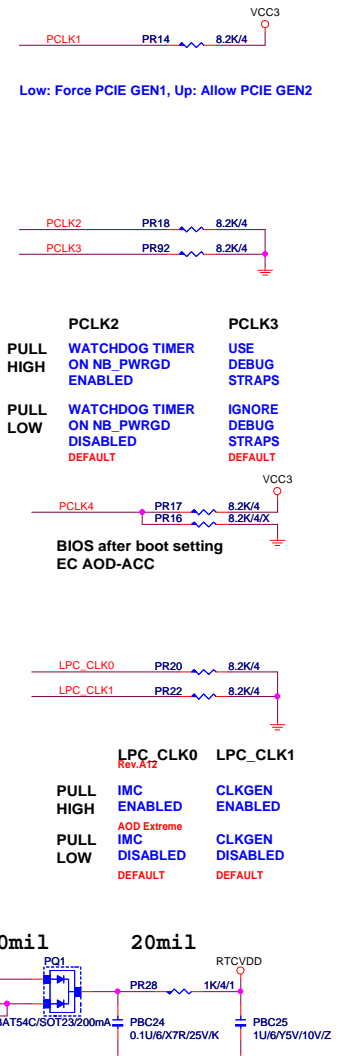 VCC3
PCLK1 PR14 8.2K/4
Low: Force PCIE GEN1, Up: Allow PCIE GEN2
PCLK2 PR18 8.2K/4
PCLK3 PR92 8.2K/4
PCLK2 PCLK3
PULL WATCHDOG TIMER USE
HIGH ON NB_PWRGD DEBUG
ENABLED STRAPS
PULL WATCHDOG TIMER IGNORE
LOW ON NB_PWRGD DEBUG
DISABLED STRAPS
DEFAULT DEFAULT
VCC3
PCLK4 PR17 8.2K/4
PR16 8.2K/4/X
BIOS after boot setting
EC AOD-ACC
LPC_CLK0 PR20 8.2K/4
LPC_CLK1 PR22 8.2K/4
LPC_CLK0 LPC_CLK1
Rev.A12
PULL IMC CLKGEN
HIGH ENABLED ENABLED
AOD Extreme
PULL IMC CLKGEN
LOW DISABLED DISABLED
DEFAULT DEFAULT
0mil 20mil
PQ1 RTCVDD
PR28 1K/4/1
BAT54C/SOT23/200mA PBC24 PBC25
0.1U/6/X7R/25V/K 1U/6/Y5V/10V/Z